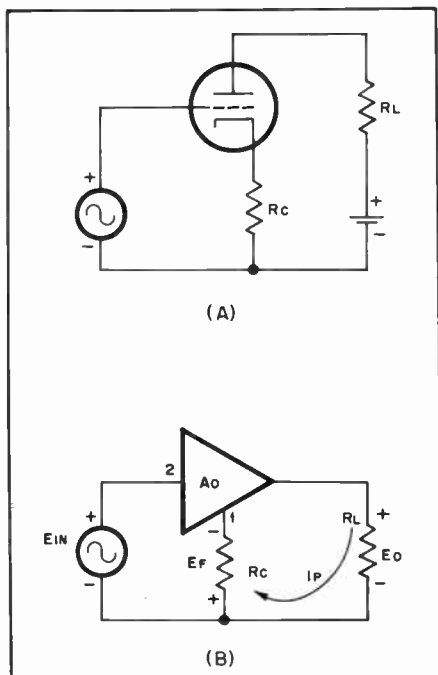 +
-
RC
RL
+
-
(A)
2
AO
1
EIN
+
-
-
EF
+
RC
IP
RL
+
EO
-
(B)